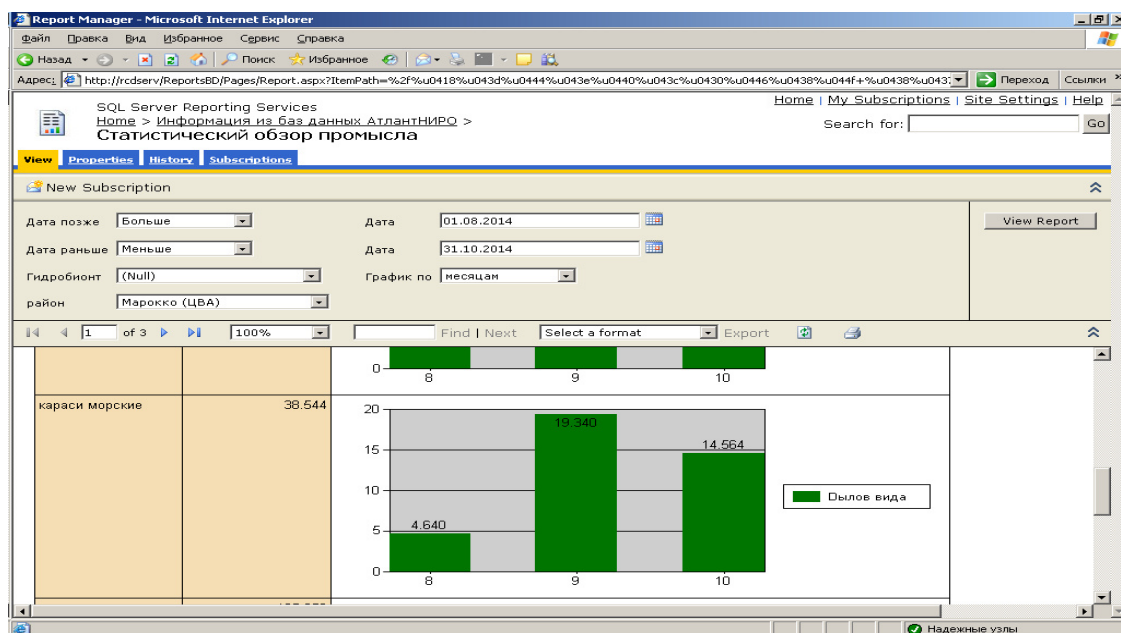 Report Manager - Microsoft Internet Explorer
Файл Правка Вид Избранное Сервис Справка
Назад Поиск Избранное
Адрес: http://rcdserv/ReportsBD/Pages/Report.aspx?ItemPath=%2f%u0418%u043d%u0444%u043e%u0440%u043c%u0430%u0446%u0438%u044f+%u0438%u043 Переход Ссылки »
Home | My Subscriptions | Site Settings | Help
SQL Server Reporting Services
Home > Информация из баз данных АтлантНИРО >
Search for: Go
Статистический обзор промысла
View Properties History Subscriptions
New Subscription
Дата позже Больше Дата 01.08.2014 View Report
Дата раньше Меньше Дата 31.10.2014
Гидробионт (Null) График по месяцам
район Марокко (ЦВА)
1 of 3 100% Find | Next Select a format Export
0
8 9 10
караси морские 38.544
20
19.340
15
14.564
10
Вылов вида
5
4.640
0
8 9 10
Надежные узлы